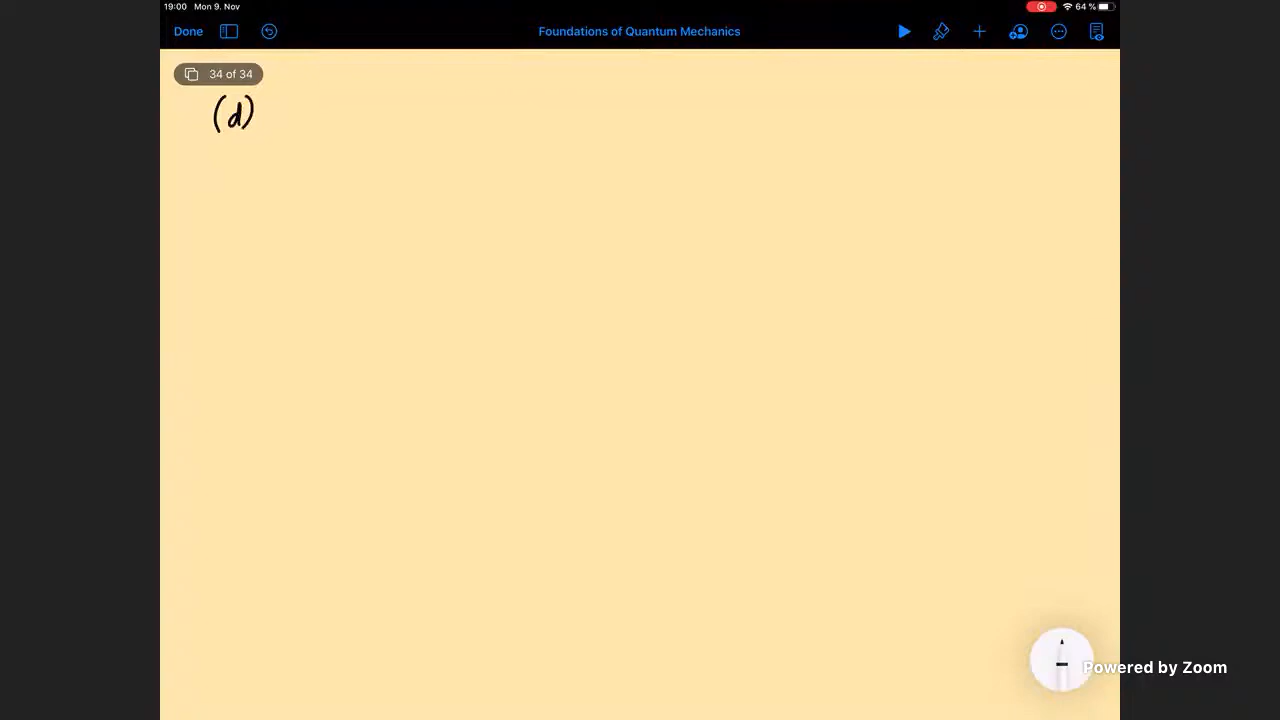 19:00 Mon 9. Nov 64 %
Done Foundations of Quantum Mechanics
34 of 34
(d)
Powered by Zoom